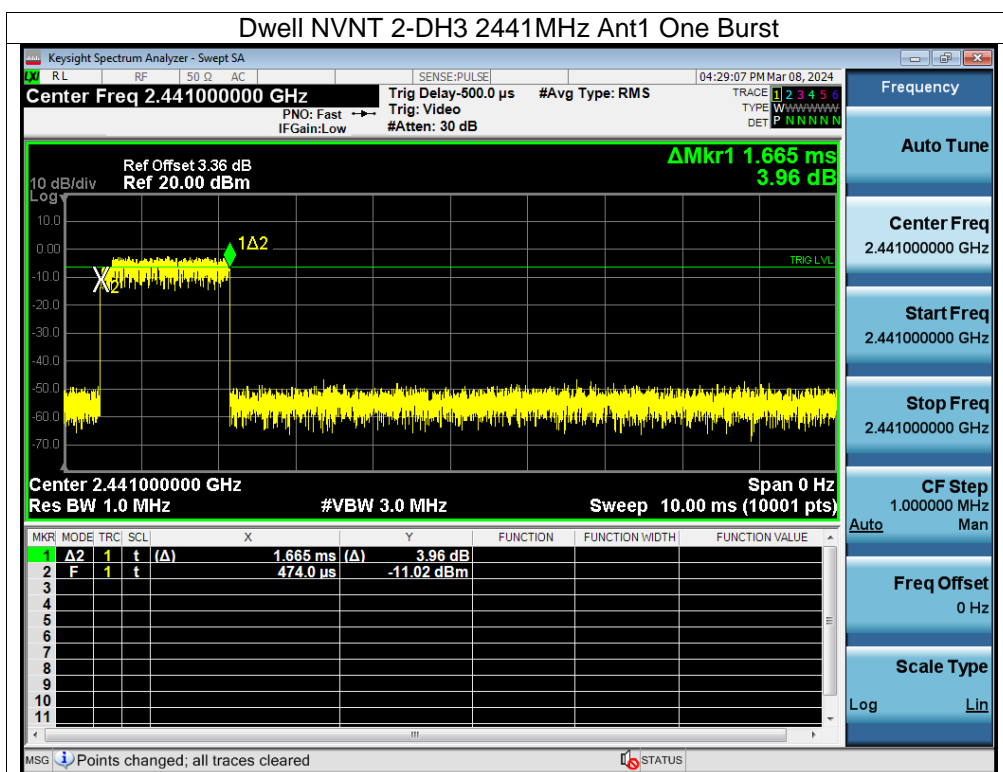 Dwell NVNT 2-DH3 2441MHz Ant1 One Burst
Keysight Spectrum Analyzer - Swept SA
LXI RL RF 50 Ω AC SENSE:PULSE 04:29:07 PM Mar 08, 2024
Center Freq 2.441000000 GHz Trig Delay-500.0 µs #Avg Type: RMS TRACE 1 2 3 4 5 6
PNO: Fast Trig: Video TYPE WWWWWWW
IFGain:Low #Atten: 30 dB DET P N N N N N
ΔMkr1 1.665 ms
3.96 dB
Ref Offset 3.36 dB
10 dB/div Ref 20.00 dBm
Log
10.0
0.00
-10.0
-20.0
-30.0
-40.0
-50.0
-60.0
-70.0
1Δ2
TRIG LVL
2
Center 2.441000000 GHz Span 0 Hz
Res BW 1.0 MHz #VBW 3.0 MHz Sweep 10.00 ms (10001 pts)
MKR MODE TRC SCL X Y FUNCTION FUNCTION WIDTH FUNCTION VALUE
1 Δ2 1 t (Δ) 1.665 ms (Δ) 3.96 dB
2 F 1 t 474.0 µs -11.02 dBm
3
4
5
6
7
8
9
10
11
MSG Points changed; all traces cleared STATUS
Frequency
Auto Tune
Center Freq
2.441000000 GHz
Start Freq
2.441000000 GHz
Stop Freq
2.441000000 GHz
CF Step
1.000000 MHz
Auto Man
Freq Offset
0 Hz
Scale Type
Log Lin